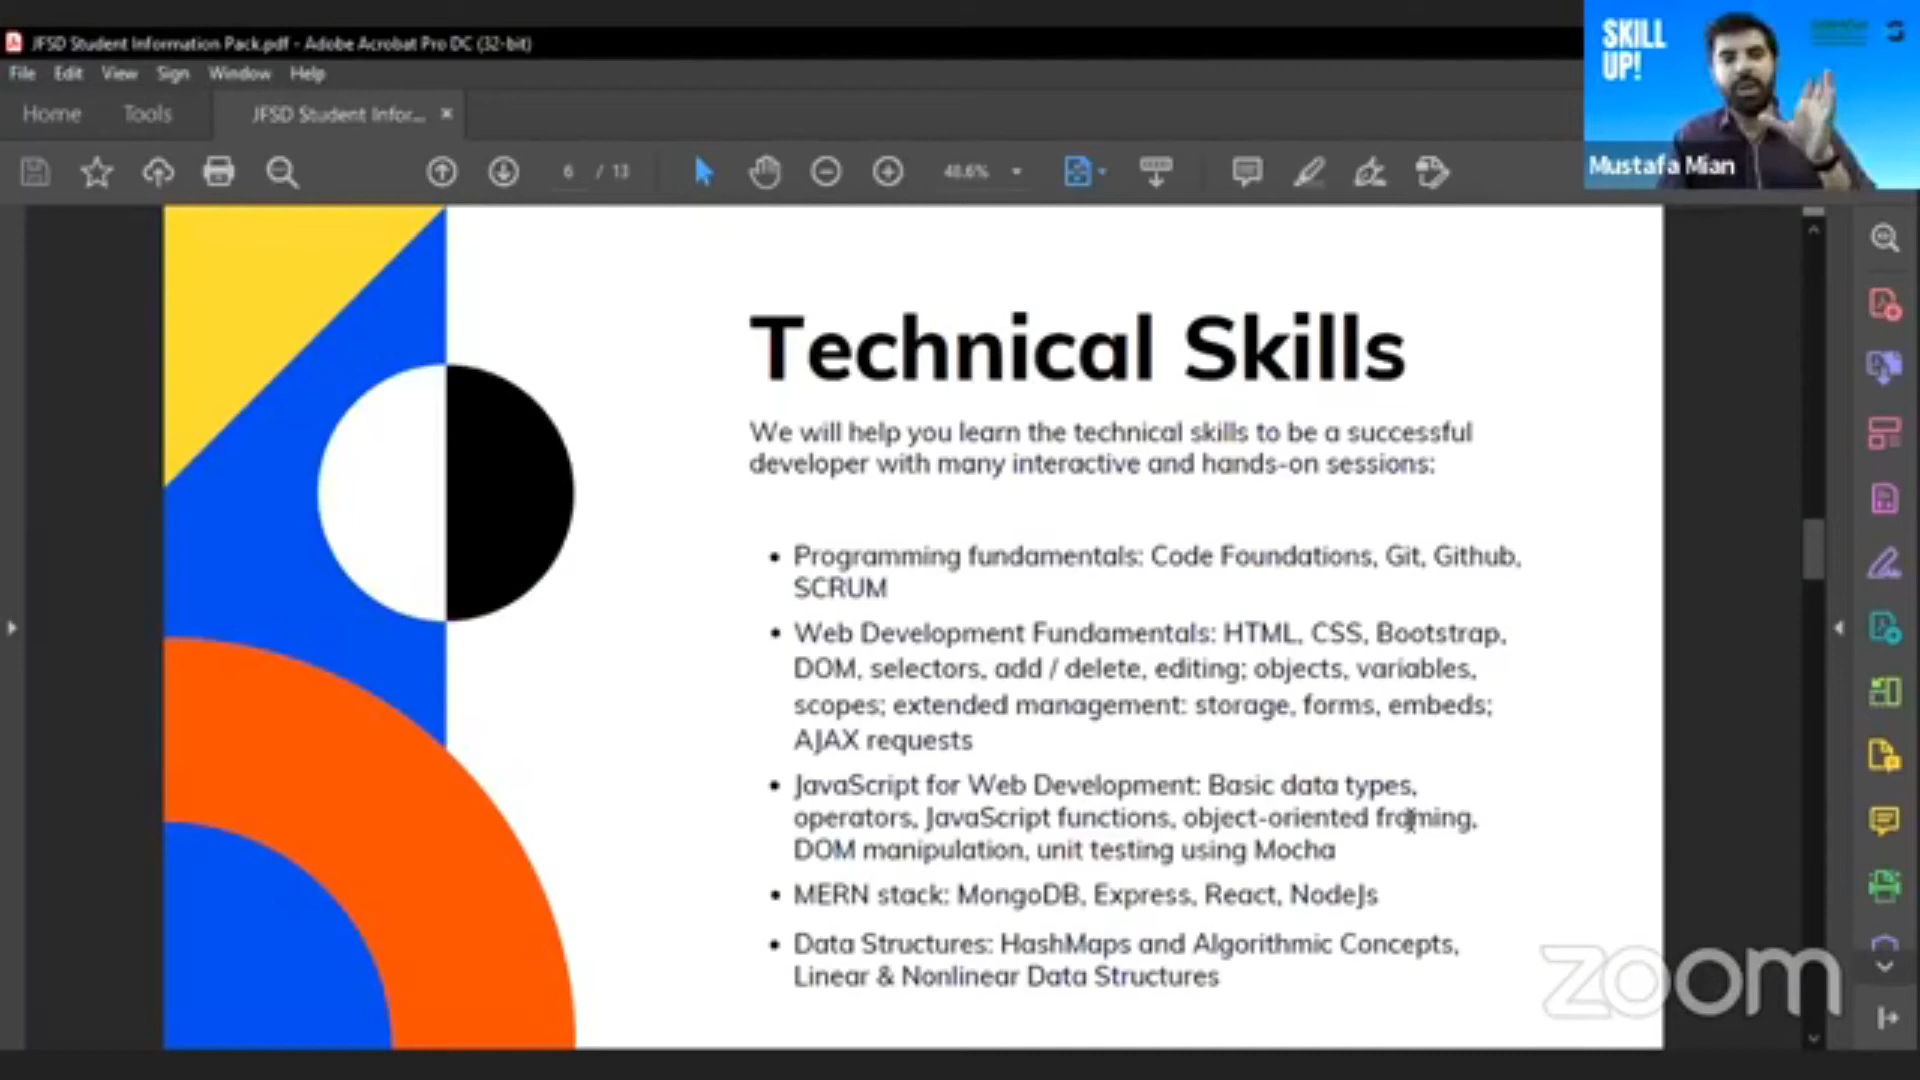 JFSD Student Information Pack.pdf - Adobe Acrobat Pro DC (32-bit)
SKILL
UP!
File Edit View Sign Window Help
Home Tools JFSD Student Infor... ×
6 / 13 48.6%
Mustafa Mian
Technical Skills
We will help you learn the technical skills to be a successful
developer with many interactive and hands-on sessions:
• Programming fundamentals: Code Foundations, Git, Github,
SCRUM
• Web Development Fundamentals: HTML, CSS, Bootstrap,
DOM, selectors, add / delete, editing; objects, variables,
scopes; extended management: storage, forms, embeds;
AJAX requests
• JavaScript for Web Development: Basic data types,
operators, JavaScript functions, object-oriented framing,
DOM manipulation, unit testing using Mocha
• MERN stack: MongoDB, Express, React, NodeJs
• Data Structures: HashMaps and Algorithmic Concepts,
Linear & Nonlinear Data Structures
zoom